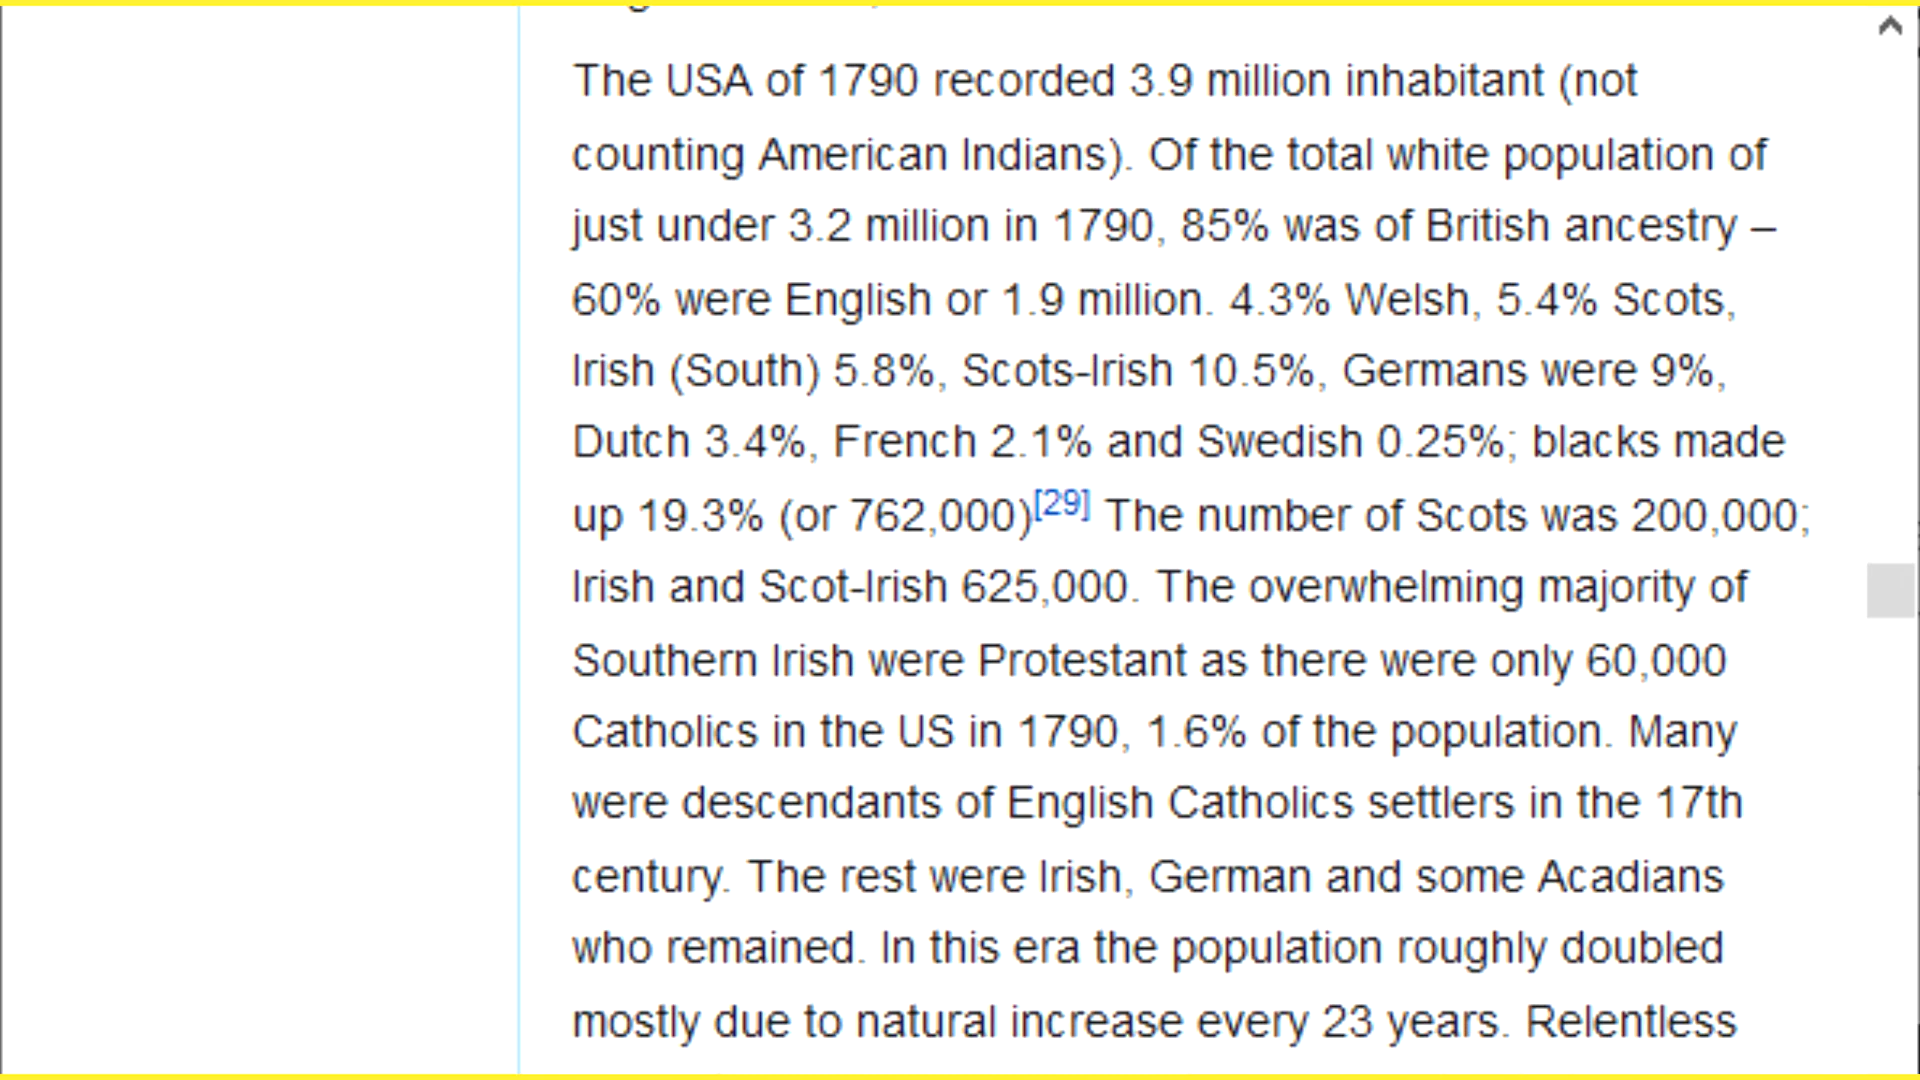 The USA of 1790 recorded 3.9 million inhabitant (not
counting American Indians). Of the total white population of
just under 3.2 million in 1790, 85% was of British ancestry –
60% were English or 1.9 million. 4.3% Welsh, 5.4% Scots,
Irish (South) 5.8%, Scots-Irish 10.5%, Germans were 9%,
Dutch 3.4%, French 2.1% and Swedish 0.25%; blacks made
up 19.3% (or 762,000)[29] The number of Scots was 200,000;
Irish and Scot-Irish 625,000. The overwhelming majority of
Southern Irish were Protestant as there were only 60,000
Catholics in the US in 1790, 1.6% of the population. Many
were descendants of English Catholics settlers in the 17th
century. The rest were Irish, German and some Acadians
who remained. In this era the population roughly doubled
mostly due to natural increase every 23 years. Relentless